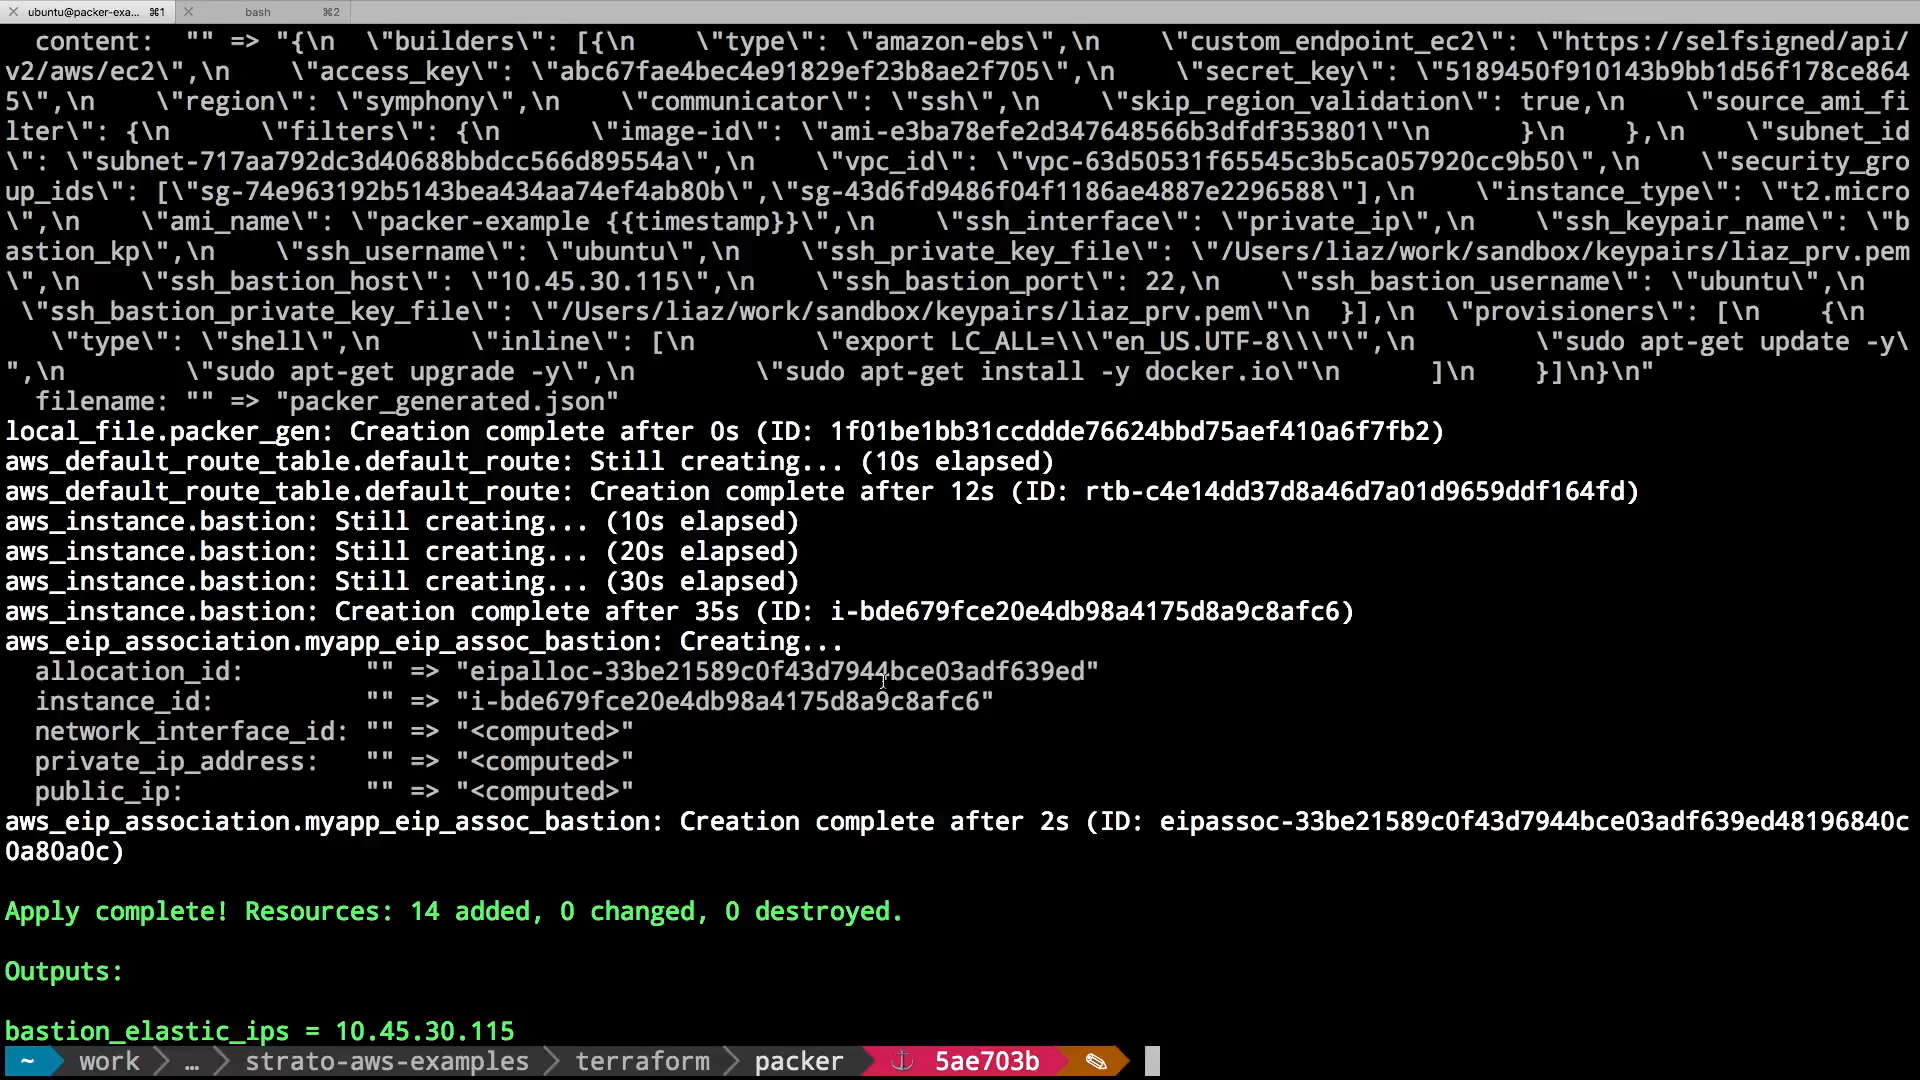 ubuntu@packer-exa... ⌘1 bash ⌘2
content: "" => "{\n \"builders\": [{\n \"type\": \"amazon-ebs\",\n \"custom_endpoint_ec2\": \"https://selfsigned/api/
v2/aws/ec2\",\n \"access_key\": \"abc67fae4bec4e91829ef23b8ae2f705\",\n \"secret_key\": \"5189450f910143b9bb1d56f178ce864
5\",\n \"region\": \"symphony\",\n \"communicator\": \"ssh\",\n \"skip_region_validation\": true,\n \"source_ami_fi
lter\": {\n \"filters\": {\n \"image-id\": \"ami-e3ba78efe2d347648566b3dfdf353801\"\n }\n },\n \"subnet_id
\": \"subnet-717aa792dc3d40688bbdcc566d89554a\",\n \"vpc_id\": \"vpc-63d50531f65545c3b5ca057920cc9b50\",\n \"security_gro
up_ids\": [\"sg-74e963192b5143bea434aa74ef4ab80b\",\"sg-43d6fd9486f04f1186ae4887e2296588\"],\n \"instance_type\": \"t2.micro
\",\n \"ami_name\": \"packer-example {{timestamp}}\",\n \"ssh_interface\": \"private_ip\",\n \"ssh_keypair_name\": \"b
astion_kp\",\n \"ssh_username\": \"ubuntu\",\n \"ssh_private_key_file\": \"/Users/liaz/work/sandbox/keypairs/liaz_prv.pem
\",\n \"ssh_bastion_host\": \"10.45.30.115\",\n \"ssh_bastion_port\": 22,\n \"ssh_bastion_username\": \"ubuntu\",\n
\"ssh_bastion_private_key_file\": \"/Users/liaz/work/sandbox/keypairs/liaz_prv.pem\"\n }],\n \"provisioners\": [\n {\n
\"type\": \"shell\",\n \"inline\": [\n \"export LC_ALL=\\\"en_US.UTF-8\\\"\",\n \"sudo apt-get update -y\
",\n \"sudo apt-get upgrade -y\",\n \"sudo apt-get install -y docker.io\"\n ]\n }]\n}\n"
filename: "" => "packer_generated.json"
local_file.packer_gen: Creation complete after 0s (ID: 1f01be1bb31ccddde76624bbd75aef410a6f7fb2)
aws_default_route_table.default_route: Still creating... (10s elapsed)
aws_default_route_table.default_route: Creation complete after 12s (ID: rtb-c4e14dd37d8a46d7a01d9659ddf164fd)
aws_instance.bastion: Still creating... (10s elapsed)
aws_instance.bastion: Still creating... (20s elapsed)
aws_instance.bastion: Still creating... (30s elapsed)
aws_instance.bastion: Creation complete after 35s (ID: i-bde679fce20e4db98a4175d8a9c8afc6)
aws_eip_association.myapp_eip_assoc_bastion: Creating...
allocation_id: "" => "eipalloc-33be21589c0f43d7944bce03adf639ed"
instance_id: "" => "i-bde679fce20e4db98a4175d8a9c8afc6"
network_interface_id: "" => "<computed>"
private_ip_address: "" => "<computed>"
public_ip: "" => "<computed>"
aws_eip_association.myapp_eip_assoc_bastion: Creation complete after 2s (ID: eipassoc-33be21589c0f43d7944bce03adf639ed48196840c
0a80a0c)
Apply complete! Resources: 14 added, 0 changed, 0 destroyed.
Outputs:
bastion_elastic_ips = 10.45.30.115
~ work … strato-aws-examples terraform packer 5ae703b